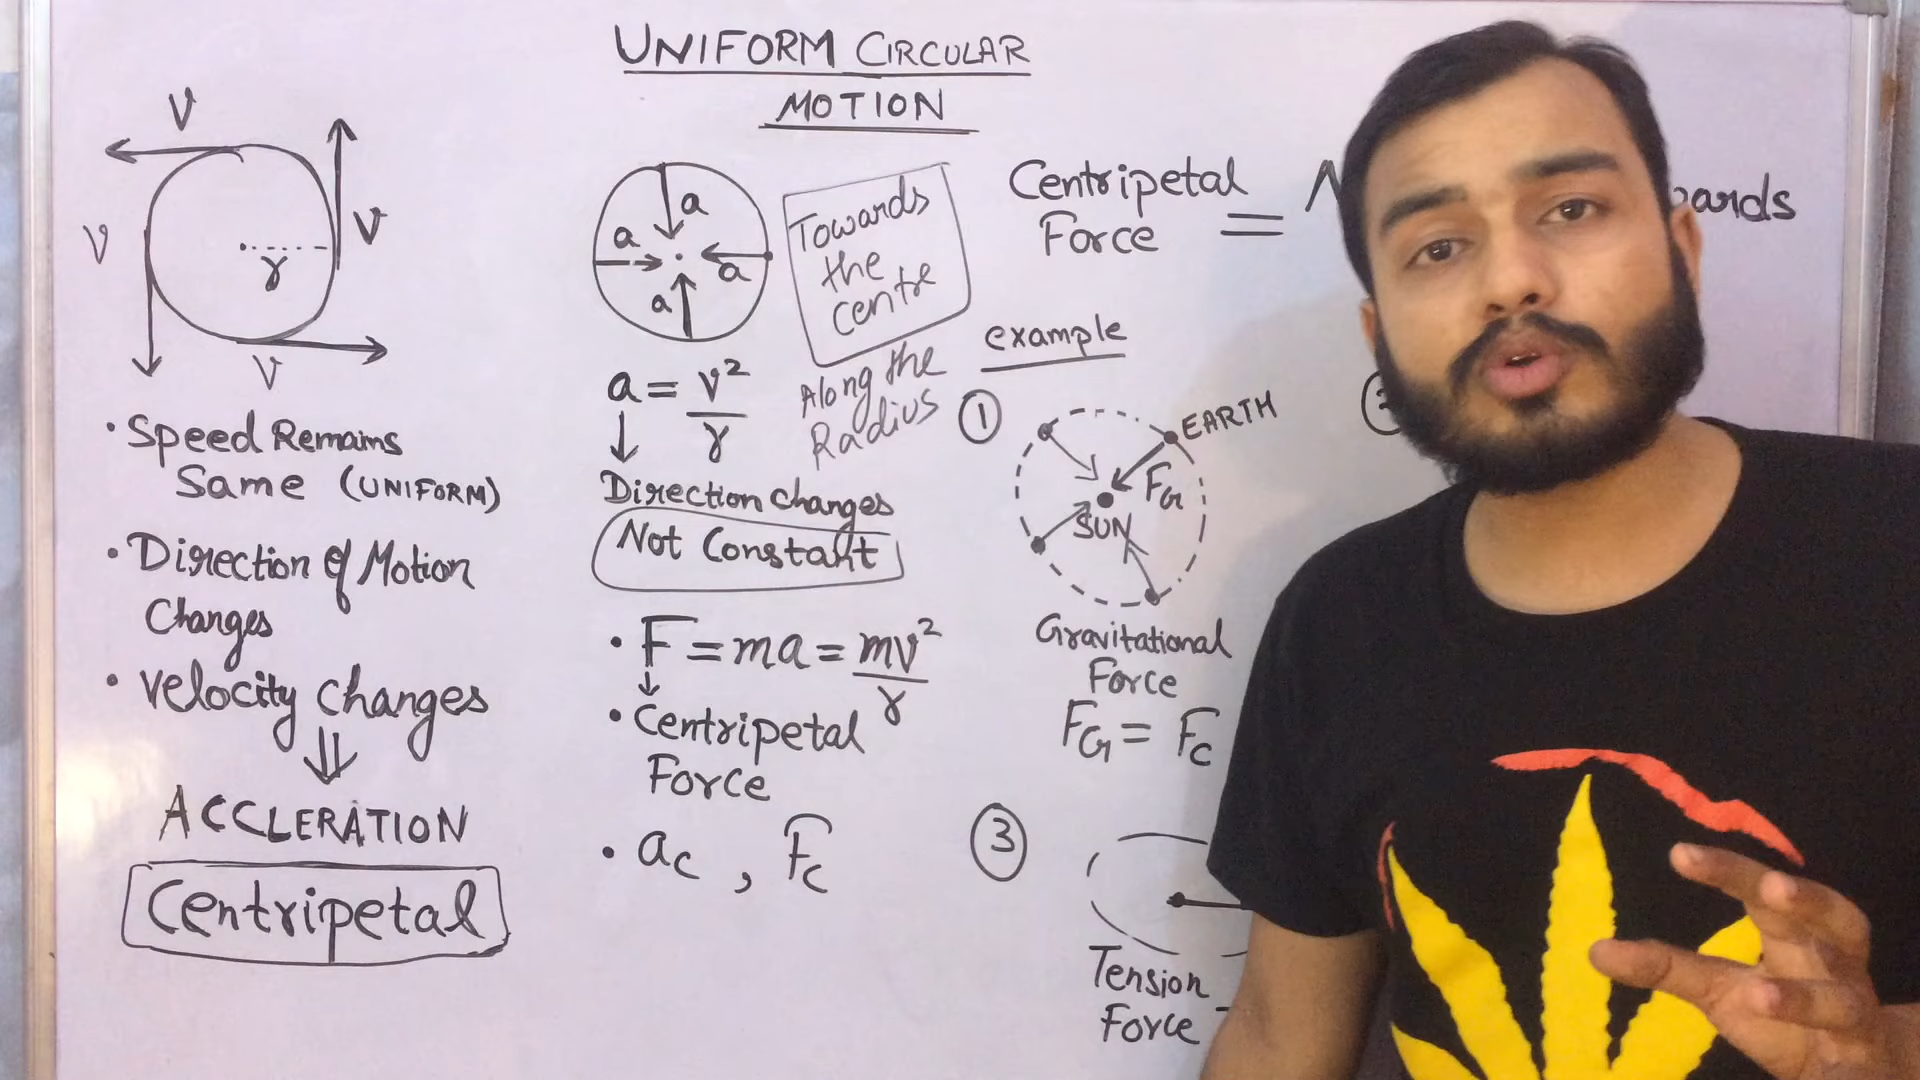 UNIFORM CIRCULAR
MOTION
V
V
V
V
r
• Speed Remains
Same (UNIFORM)
• Direction of Motion
Changes
• Velocity Changes
⇓
ACCLERATION
Centripetal
a
a
a
a
Towards
the
centre
Along the
Radius
a = v²/r
↓
Direction Changes
Not Constant
• F = ma = mv²/r
↓
• Centripetal
Force
• ac , Fc
Centripetal
Force =
example
①
EARTH
FG
SUN
Gravitational
Force
FG = Fc
③
Tension
Force